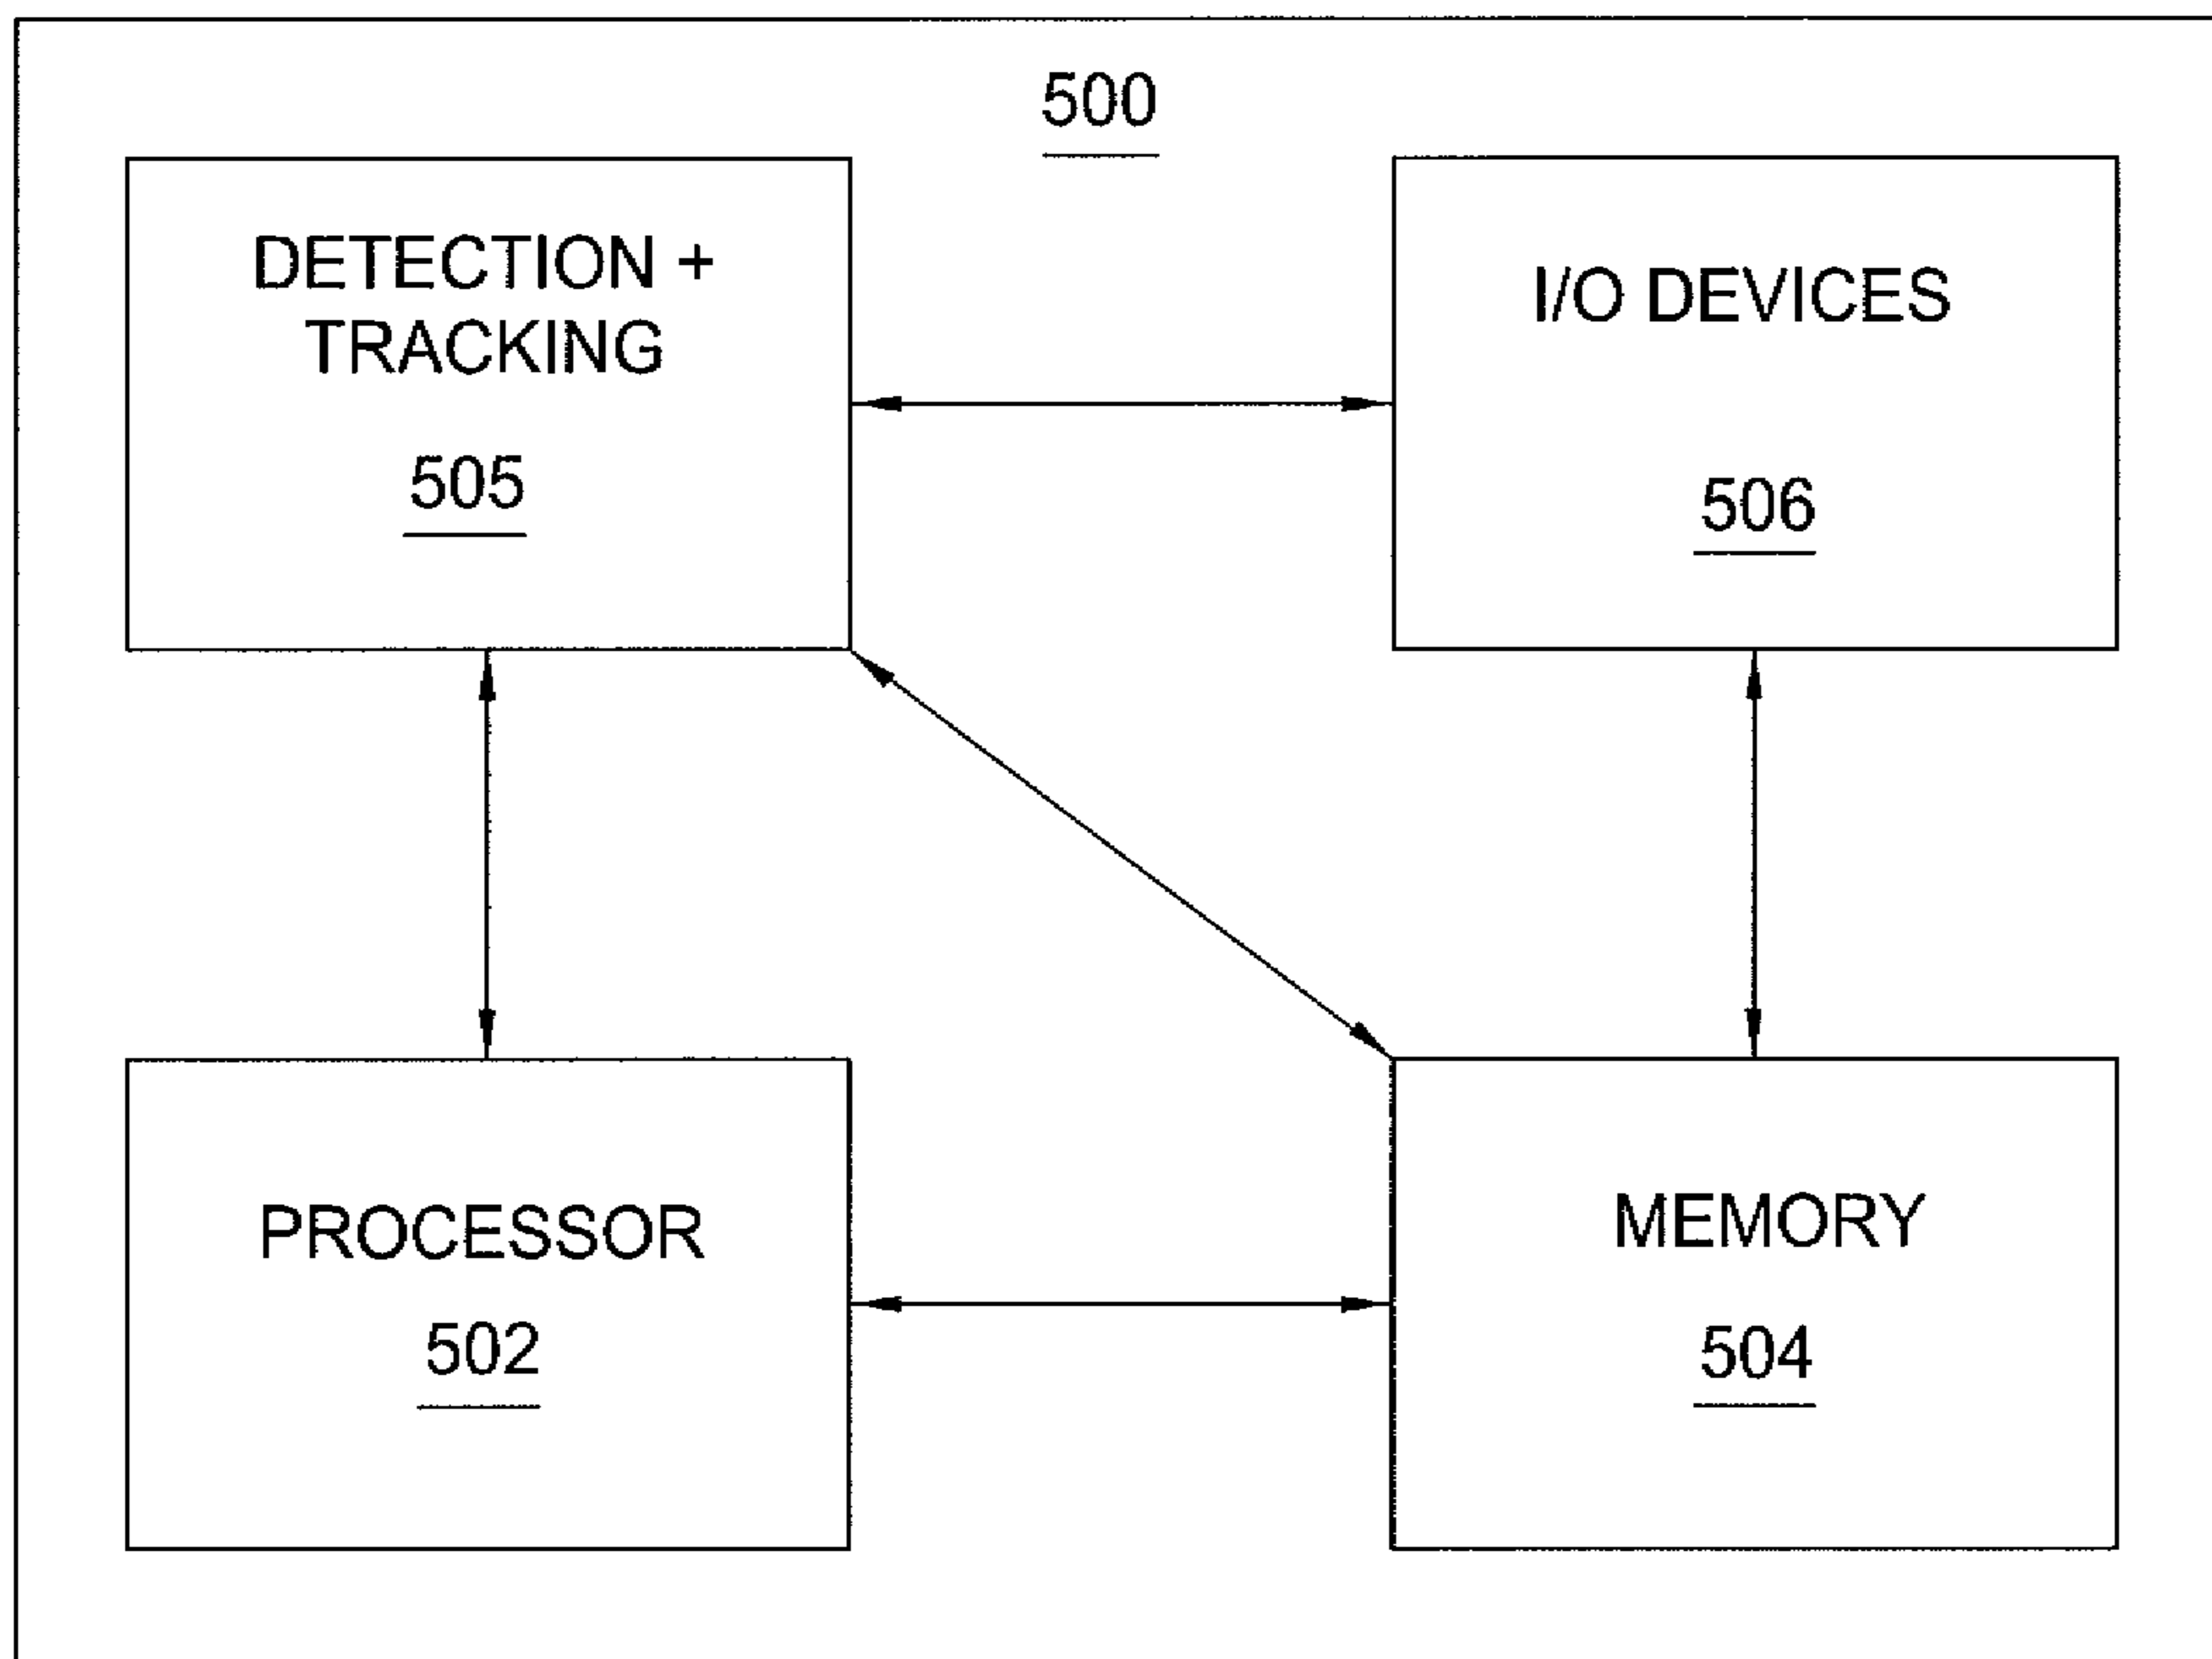 500
DETECTION +
TRACKING
505
I/O DEVICES
506
PROCESSOR
502
MEMORY
504